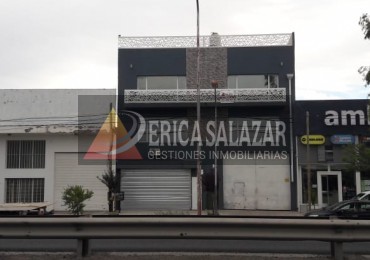 ERICA SALAZAR
GESTIONES INMOBILIARIAS
amb